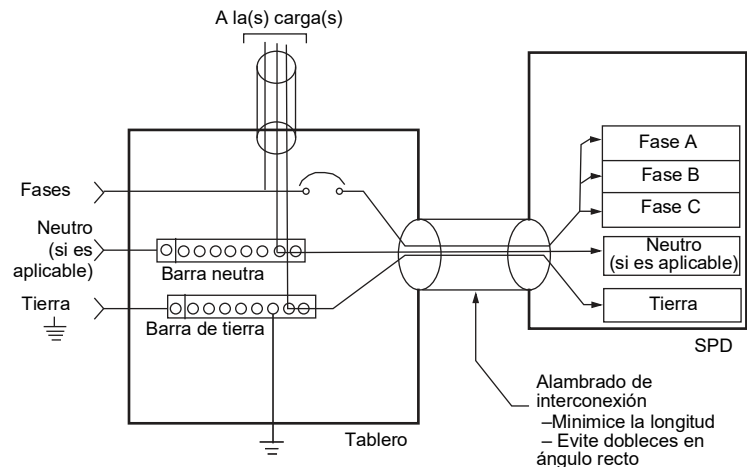 A la(s) carga(s)
Fases
Neutro
(si es
aplicable)
Tierra
Barra neutra
Barra de tierra
Tablero
Fase A
Fase B
Fase C
Neutro
(si es aplicable)
Tierra
SPD
Alambrado de
interconexión
–Minimice la longitud
– Evite dobleces en
ángulo recto